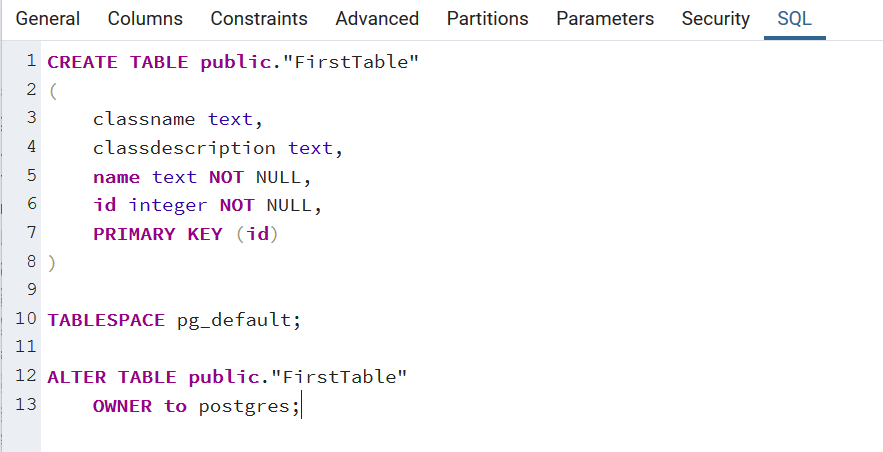 General Columns Constraints Advanced Partitions Parameters Security SQL
1 CREATE TABLE public."FirstTable"
2 (
3     classname text,
4     classdescription text,
5     name text NOT NULL,
6     id integer NOT NULL,
7     PRIMARY KEY (id)
8 )
9
10 TABLESPACE pg_default;
11
12 ALTER TABLE public."FirstTable"
13     OWNER to postgres;